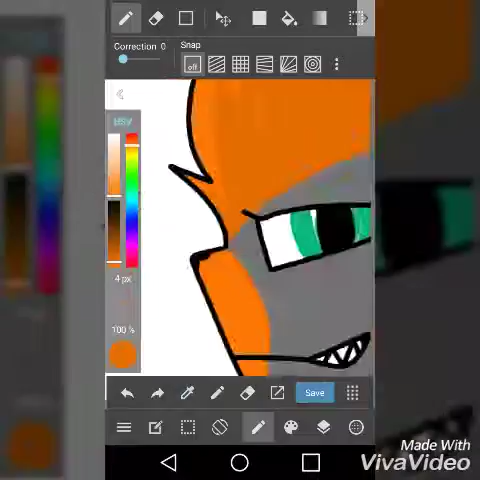 Correction 0
Snap
off
HSV
4 px
100 %
Save
Made With
VivaVideo